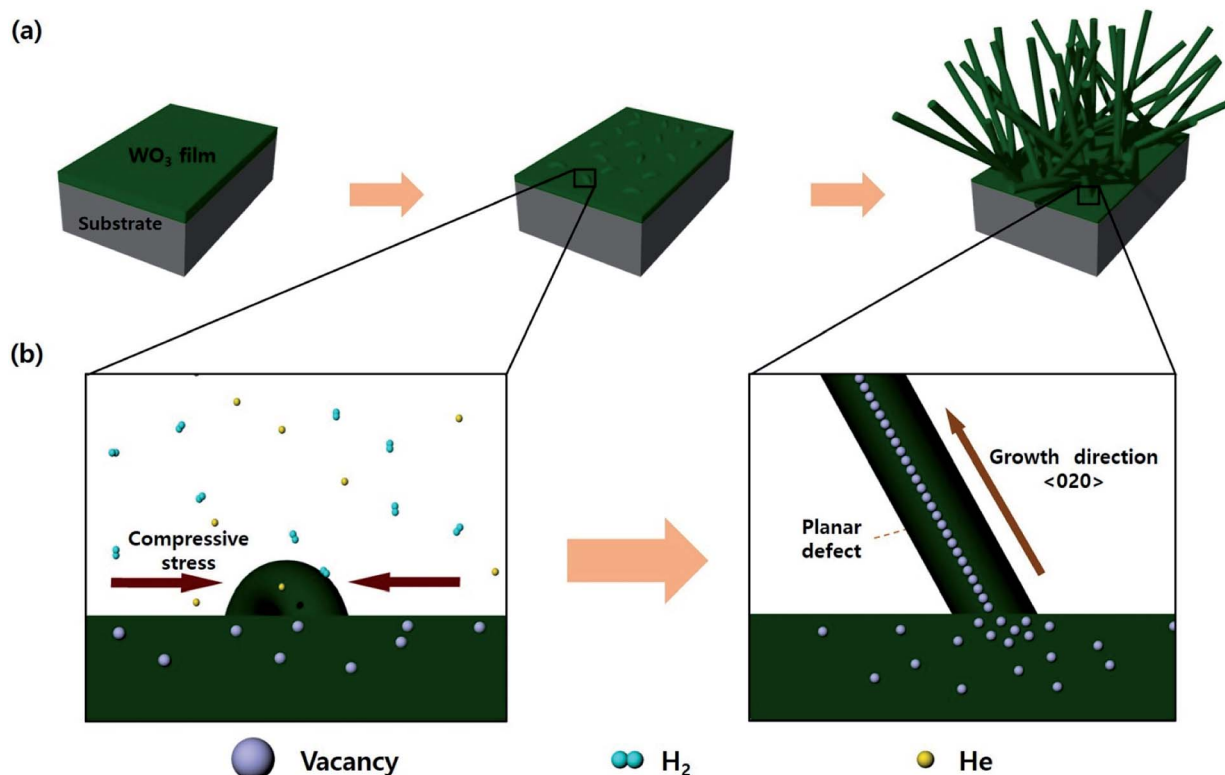 (a)
WO₃ film
Substrate
(b)
Compressive
stress
Growth direction
<020>
Planar
defect
Vacancy
H₂
He